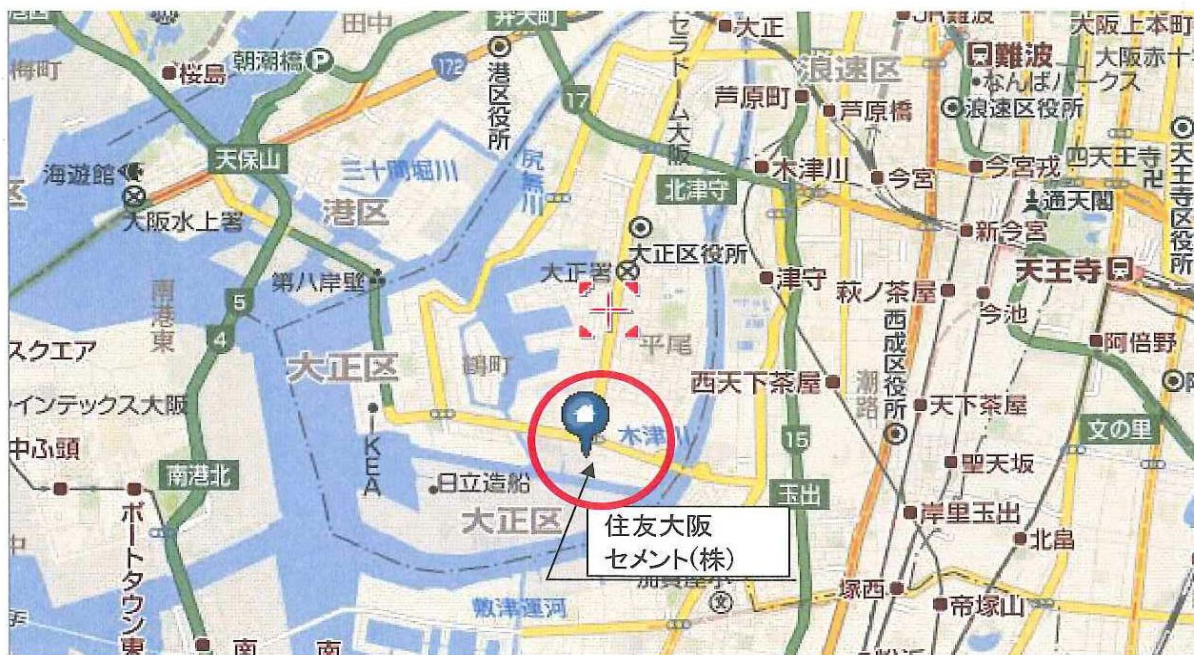 田中
弁天町
大正
JR難波
大阪上本町
梅町
桜島
朝潮橋
172
港区役所
セラドーム大阪
浪速区
難波
大阪赤十
なんばパークス
17
芦原町
芦原橋
浪速区役所
天保山
海遊館
三十間堀川
尻無川
北津守
木津川
今宮
今宮戎
四天王寺
天王寺区役所
大阪水上署
港区
大正区役所
通天閣
新今宮
南港東
5
4
第八岸壁
大正署
津守
萩ノ茶屋
今池
天王寺
スクエア
大正区
鶴町
平尾
西成区役所
阿倍野
インテックス大阪
西天下茶屋
潮路
天下茶屋
中ふ頭
IKEA
木津川
15
文の里
南港北
日立造船
聖天坂
ポートタウン東
大正区
住友大阪
セメント(株)
玉出
岸里玉出
北畠
敷津運河
加賀屋小
塚西
帝塚山
中
南
南